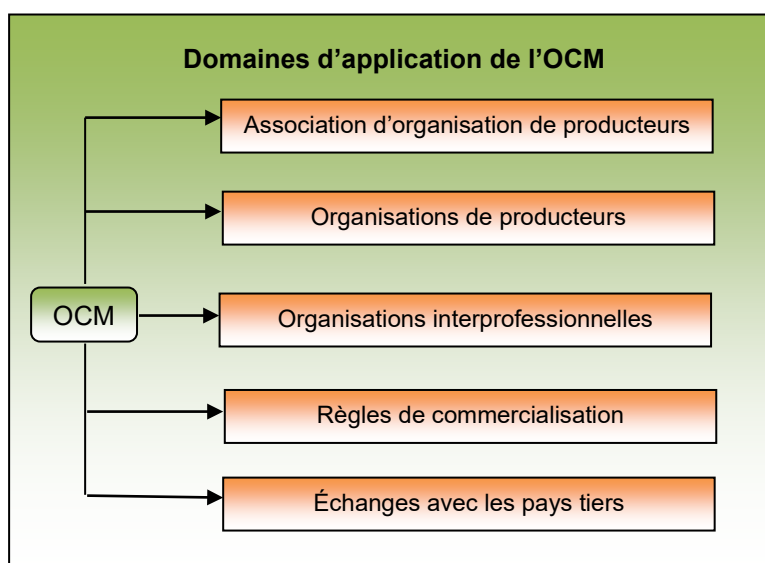 Domaines d’application de l’OCM
Association d’organisation de producteurs
Organisations de producteurs
OCM
Organisations interprofessionnelles
Règles de commercialisation
Échanges avec les pays tiers